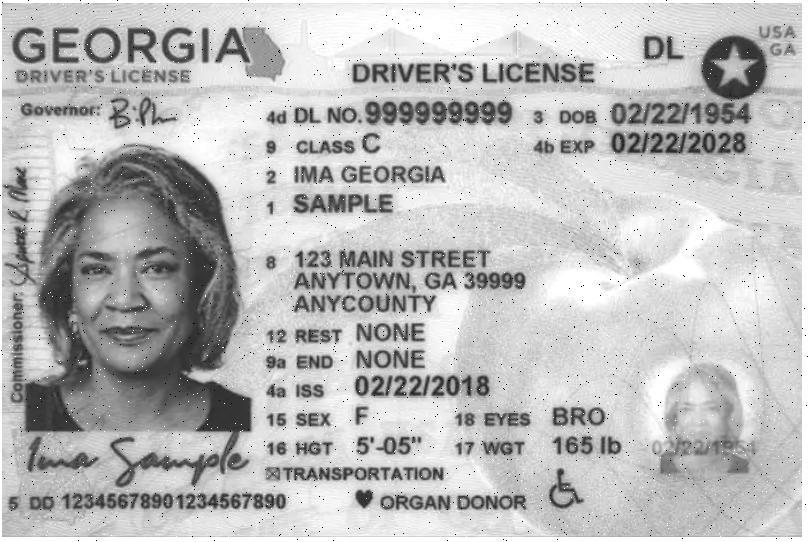 GEORGIA
DRIVER'S LICENSE
DRIVER'S LICENSE
DL
USA
GA
Governor:
4d DL NO. 999999999 3 DOB 02/22/1954
9 CLASS C 4b EXP 02/22/2028
2 IMA GEORGIA
1 SAMPLE
8 123 MAIN STREET
ANYTOWN, GA 39999
ANYCOUNTY
12 REST NONE
9a END NONE
4a ISS 02/22/2018
15 SEX F 18 EYES BRO
16 HGT 5'-05" 17 WGT 165 lb
02/22/1954
TRANSPORTATION
ORGAN DONOR
Commissioner:
Ima Sample
5 DD 12345678901234567890